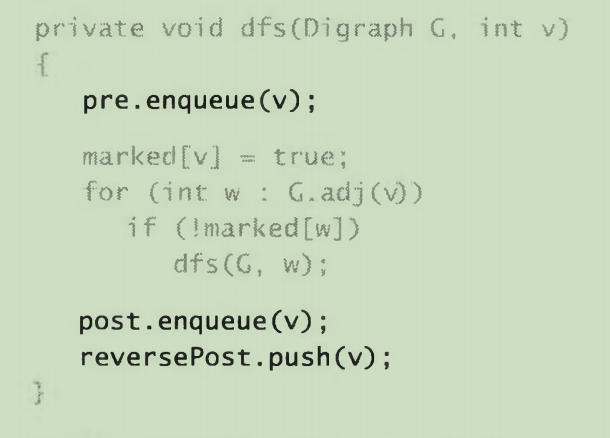 private void dfs(Digraph G, int v)
{
pre.enqueue(v);
marked[v] = true;
for (int w : G.adj(v))
if (!marked[w])
dfs(G, w);
post.enqueue(v);
reversePost.push(v);
}